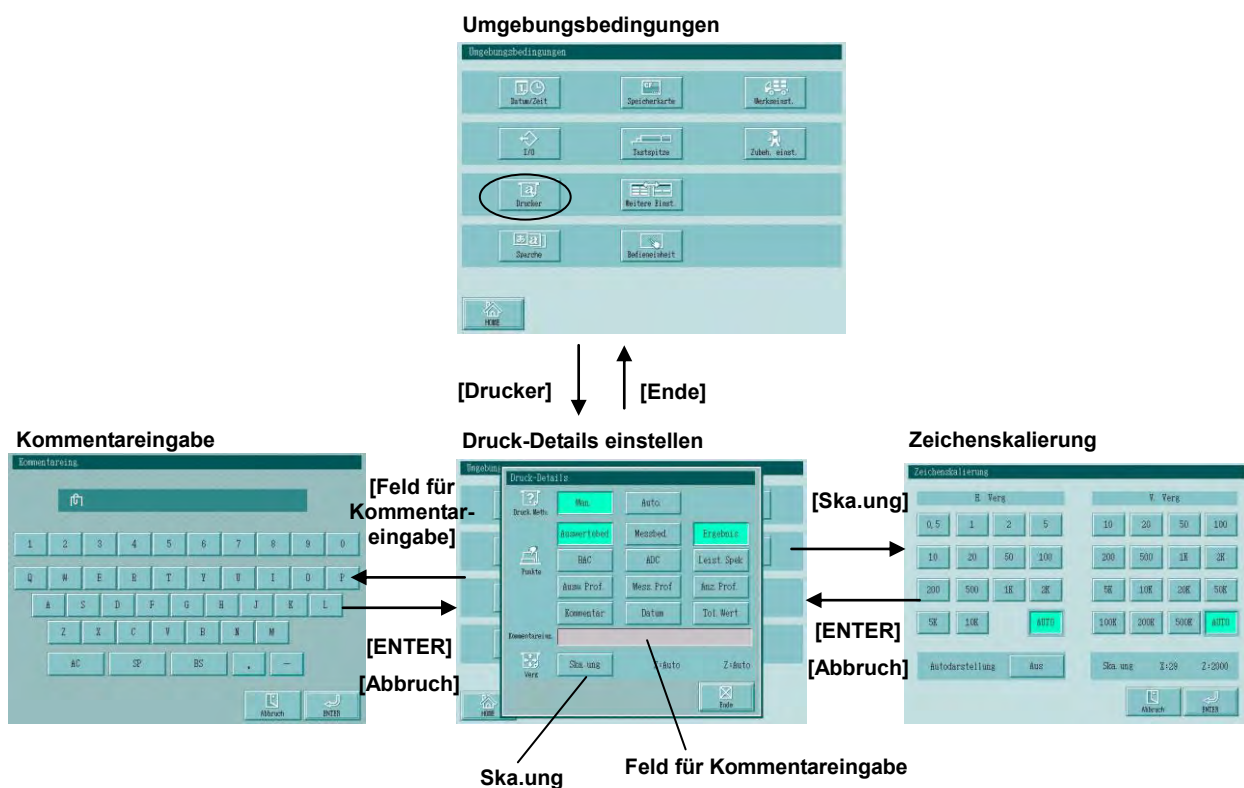 Umgebungsbedingungen
Umgebungsbedingungen
Datum/Zeit
Speicherkarte
Werkseinst.
I/O
Tastspitze
Zubeh. einst.
Drucker
Weitere Einst.
Sparche
Bedieneinheit
HOME
[Drucker]
[Ende]
Kommentareingabe
Kommentareing.
1 2 3 4 5 6 7 8 9 0
Q W E R T Y U I O P
A S D F G H J K L
Z X C V B N M
AC SP BS . -
Abbruch
ENTER
[Feld für
Kommentar-
eingabe]
[ENTER]
[Abbruch]
Druck-Details einstellen
Umgebung
Druck-Details
Druck Meth.
Man.
Auto
Punkte
Auswertebed
Messbed.
Ergebnis
BAC
ADC
Leist.Spek
Ausw.Prof.
Mess.Prof
Anz.Prof.
Kommentar
Datum
Tol.Wert
Kommentareing.
Verg
Ska.ung
X:Auto
Z:Auto
Ende
HOME
Ska.ung
Feld für Kommentareingabe
[Ska.ung]
[ENTER]
[Abbruch]
Zeichenskalierung
Zeichenskalierung
H. Verg
0,5 1 2 5
10 20 50 100
200 500 1K 2K
5K 10K AUTO
V. Verg
10 20 50 100
200 500 1K 2K
5K 10K 20K 50K
100K 200K 500K AUTO
Autodarstellung
Aus
Ska.ung X:29 Z:2000
Abbruch
ENTER